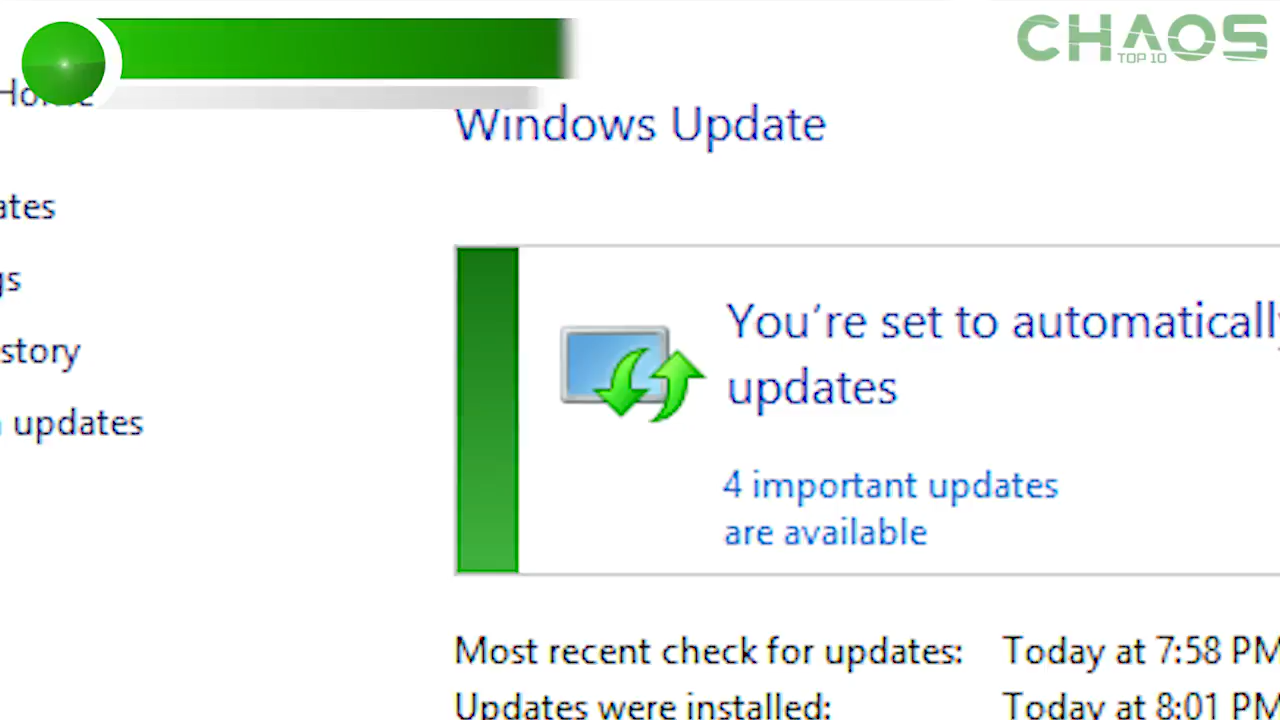 CHAOS
TOP 10
Home
Windows Update
ates
gs
story
updates
You're set to automatically
updates
4 important updates
are available
Most recent check for updates: Today at 7:58 PM
Updates were installed: Today at 8:01 PM